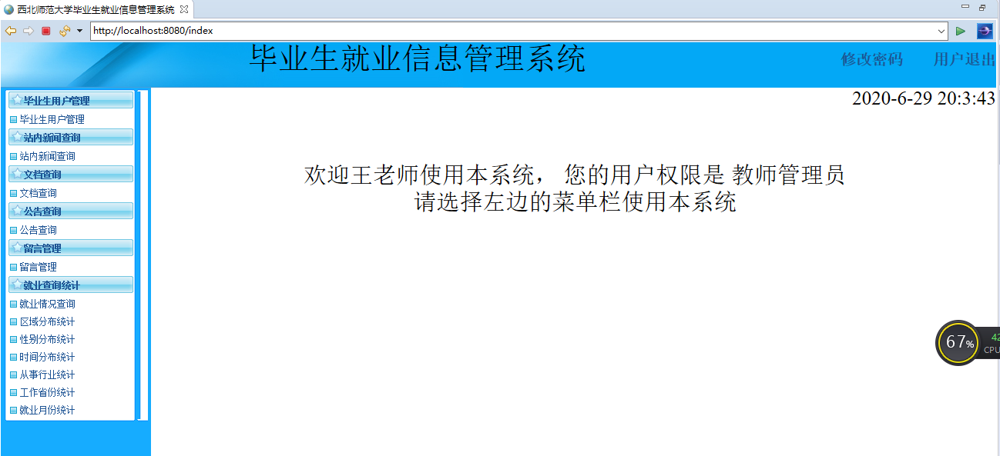 西北师范大学毕业生就业信息管理系统
http://localhost:8080/index
毕业生就业信息管理系统
修改密码 用户退出
2020-6-29 20:3:43
毕业生用户管理
毕业生用户管理
站内新闻查询
站内新闻查询
文档查询
文档查询
公告查询
公告查询
留言管理
留言管理
就业查询统计
就业情况查询
区域分布统计
性别分布统计
时间分布统计
从事行业统计
工作省份统计
就业月份统计
欢迎王老师使用本系统， 您的用户权限是 教师管理员
请选择左边的菜单栏使用本系统
67%
42
CPU